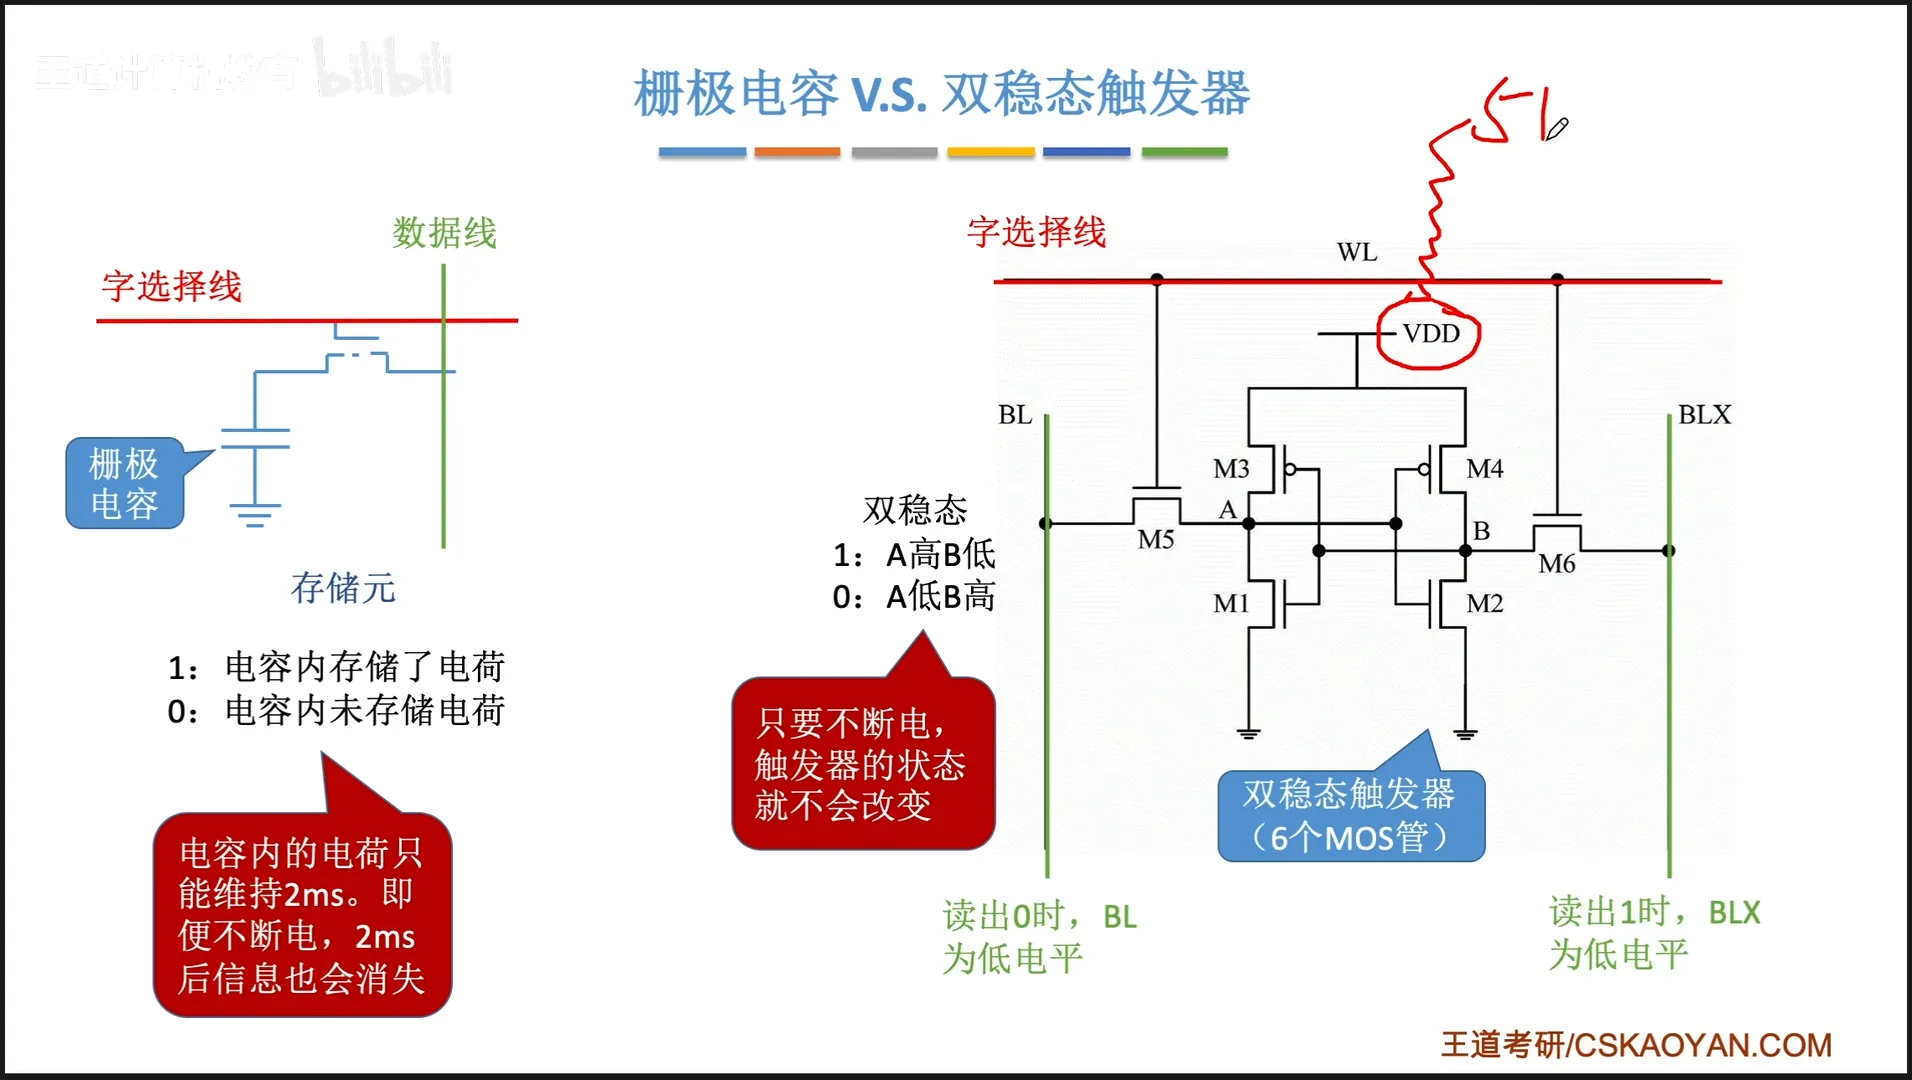 王道计算机教育 bilibili
栅极电容 V.S. 双稳态触发器
数据线
字选择线
栅极
电容
存储元
1：电容内存储了电荷
0：电容内未存储电荷
电容内的电荷只
能维持2ms。即
便不断电，2ms
后信息也会消失
字选择线
WL
VDD
BL
BLX
M3
M4
A
B
M5
M6
M1
M2
双稳态
1：A高B低
0：A低B高
只要不断电，
触发器的状态
就不会改变
双稳态触发器
（6个MOS管）
读出0时，BL
为低电平
读出1时，BLX
为低电平
王道考研/CSKAOYAN.COM